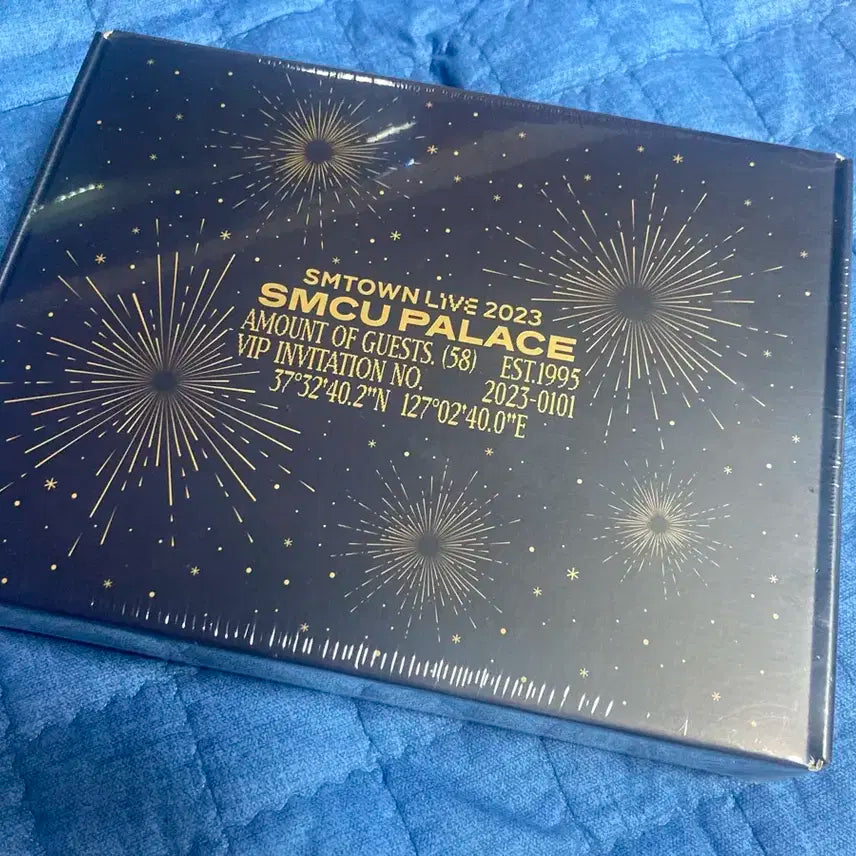 SMTOWN LIVE 2023
SMCU PALACE
AMOUNT OF GUESTS. (58) EST.1995
VIP INVITATION NO. 2023-0101
37°32'40.2"N 127°02'40.0"E